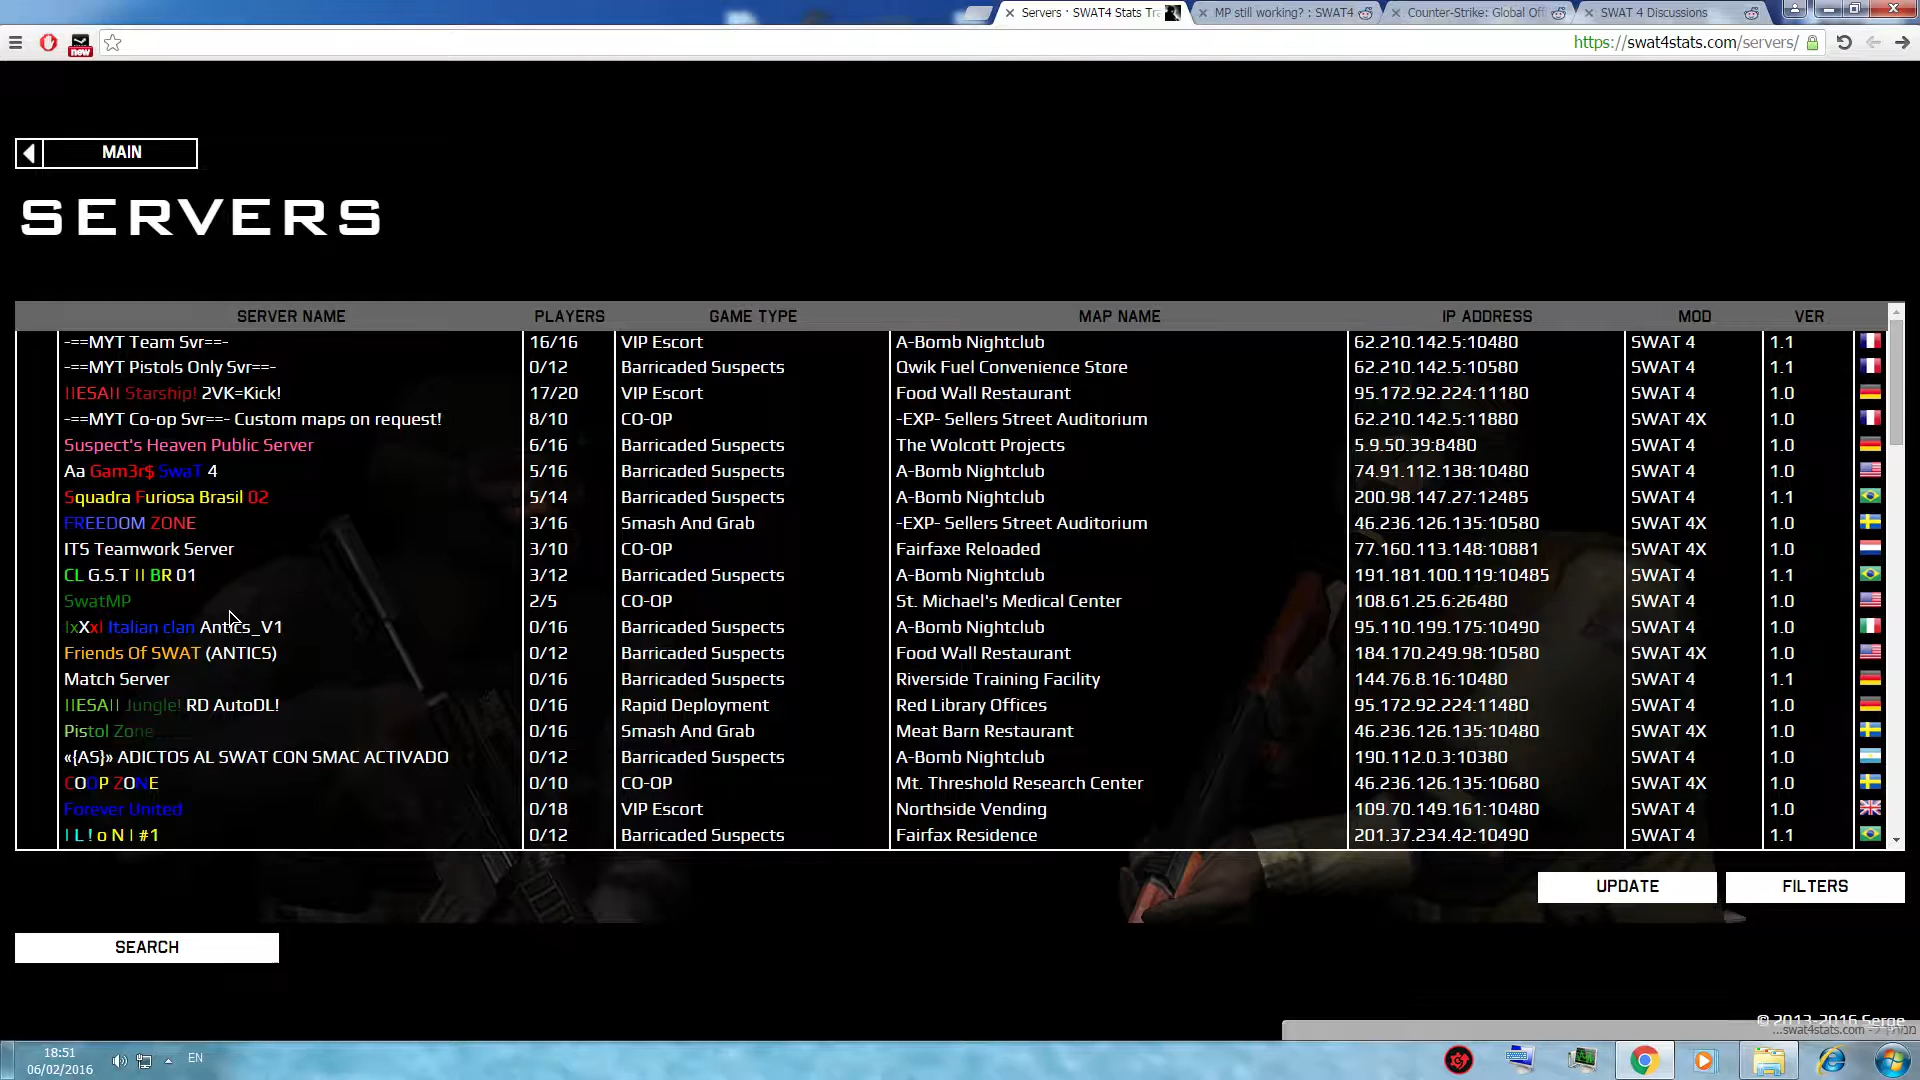 Servers · SWAT4 Stats Tr
MP still working? : SWAT4
Counter-Strike: Global Off
SWAT 4 Discussions
new
https://swat4stats.com/servers/
MAIN
SERVERS
SERVER NAME PLAYERS GAME TYPE MAP NAME IP ADDRESS MOD VER
-==MYT Team Svr==- 16/16 VIP Escort A-Bomb Nightclub 62.210.142.5:10480 SWAT 4 1.1
-==MYT Pistols Only Svr==- 0/12 Barricaded Suspects Qwik Fuel Convenience Store 62.210.142.5:10580 SWAT 4 1.1
||ESA|| Starship! 2VK=Kick! 17/20 VIP Escort Food Wall Restaurant 95.172.92.224:11180 SWAT 4 1.0
-==MYT Co-op Svr==- Custom maps on request! 8/10 CO-OP -EXP- Sellers Street Auditorium 62.210.142.5:11880 SWAT 4X 1.0
Suspect's Heaven Public Server 6/16 Barricaded Suspects The Wolcott Projects 5.9.50.39:8480 SWAT 4 1.0
Aa Gam3r$ SwaT 4 5/16 Barricaded Suspects A-Bomb Nightclub 74.91.112.138:10480 SWAT 4 1.0
Squadra Furiosa Brasil 02 5/14 Barricaded Suspects A-Bomb Nightclub 200.98.147.27:12485 SWAT 4 1.1
FREEDOM ZONE 3/16 Smash And Grab -EXP- Sellers Street Auditorium 46.236.126.135:10580 SWAT 4X 1.0
ITS Teamwork Server 3/10 CO-OP Fairfaxe Reloaded 77.160.113.148:10881 SWAT 4X 1.0
CL G.S.T || BR 01 3/12 Barricaded Suspects A-Bomb Nightclub 191.181.100.119:10485 SWAT 4 1.1
SwatMP 2/5 CO-OP St. Michael's Medical Center 108.61.25.6:26480 SWAT 4 1.0
|xXx| Italian clan Antics_V1 0/16 Barricaded Suspects A-Bomb Nightclub 95.110.199.175:10490 SWAT 4 1.0
Friends Of SWAT (ANTICS) 0/12 Barricaded Suspects Food Wall Restaurant 184.170.249.98:10580 SWAT 4X 1.0
Match Server 0/16 Barricaded Suspects Riverside Training Facility 144.76.8.16:10480 SWAT 4 1.1
||ESA|| Jungle! RD AutoDL! 0/16 Rapid Deployment Red Library Offices 95.172.92.224:11480 SWAT 4 1.0
Pistol Zone 0/16 Smash And Grab Meat Barn Restaurant 46.236.126.135:10480 SWAT 4X 1.0
«{AS}» ADICTOS AL SWAT CON SMAC ACTIVADO 0/12 Barricaded Suspects A-Bomb Nightclub 190.112.0.3:10380 SWAT 4 1.0
COOP ZONE 0/10 CO-OP Mt. Threshold Research Center 46.236.126.135:10680 SWAT 4X 1.0
Forever United 0/18 VIP Escort Northside Vending 109.70.149.161:10480 SWAT 4 1.0
| L ! o N | #1 0/12 Barricaded Suspects Fairfax Residence 201.37.234.42:10490 SWAT 4 1.1
UPDATE FILTERS
SEARCH
© 2013-2016 Serge
...swat4stats.com
18:51
EN
06/02/2016